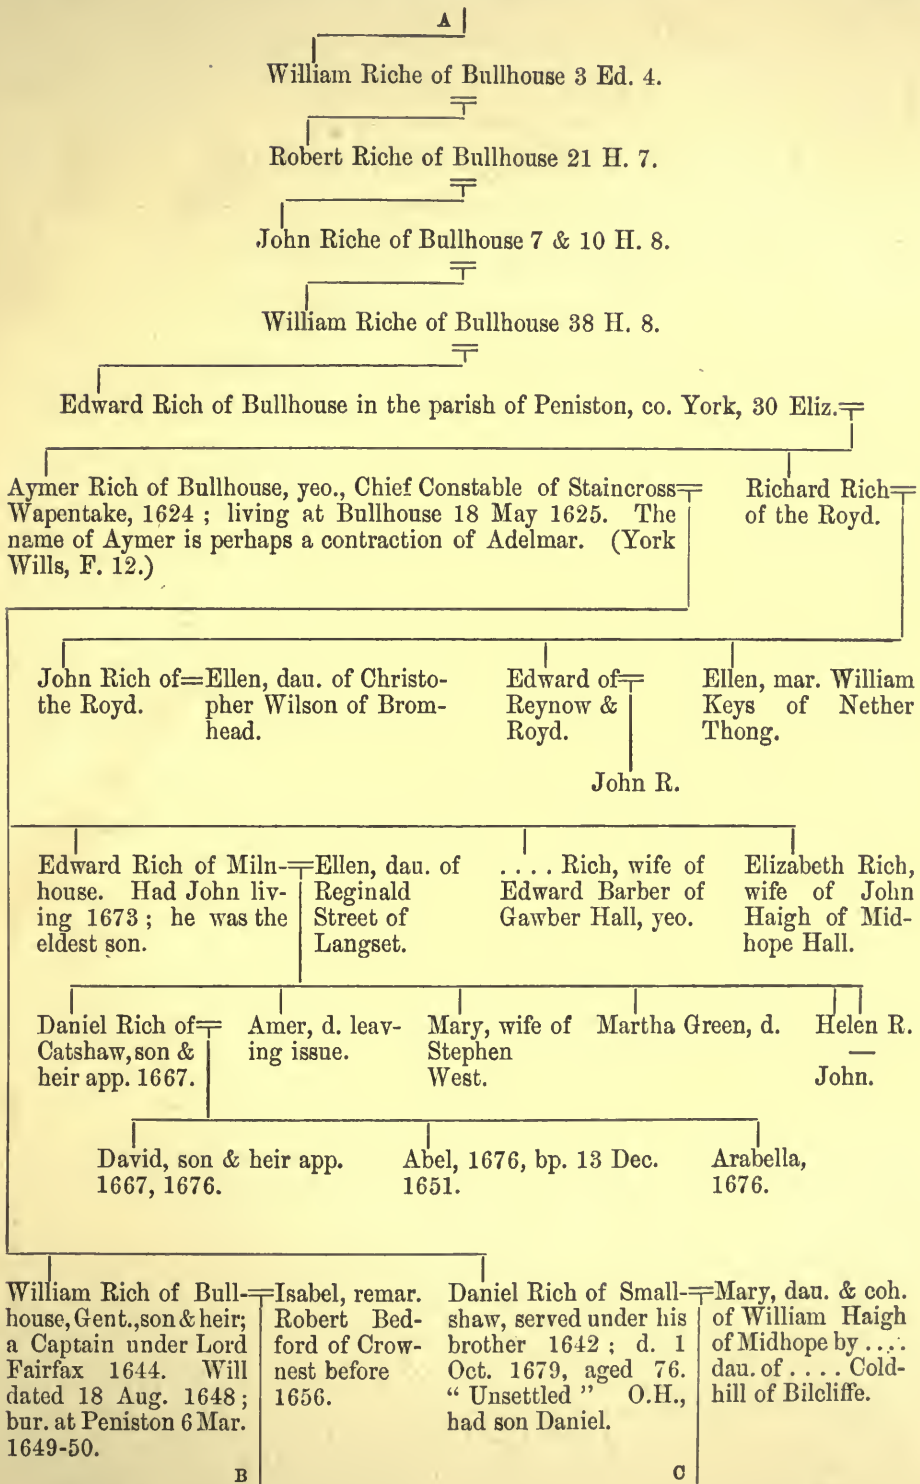 A
William Riche of Bullhouse 3 Ed. 4.
Robert Riche of Bullhouse 21 H. 7.
John Riche of Bullhouse 7 & 10 H. 8.
William Riche of Bullhouse 38 H. 8.
Edward Rich of Bullhouse in the parish of Peniston, co. York, 30 Eliz.
Aymer Rich of Bullhouse, yeo., Chief Constable of Staincross
Wapentake, 1624 ; living at Bullhouse 18 May 1625. The
name of Aymer is perhaps a contraction of Adelmar. (York
Wills, F. 12.)
Richard Rich
of the Royd.
John Rich of=
the Royd.
Ellen, dau. of Christo-
pher Wilson of Brom-
head.
Edward of
Reynow &
Royd.
John R.
Ellen, mar. William
Keys of Nether
Thong.
Edward Rich of Miln-
house. Had John liv-
ing 1673 ; he was the
eldest son.
Ellen, dau. of
Reginald
Street of
Langset.
. . . . Rich, wife of
Edward Barber of
Gawber Hall, yeo.
Elizabeth Rich,
wife of John
Haigh of Mid-
hope Hall.
Daniel Rich of
Catshaw, son &
heir app. 1667.
Amer, d. leav-
ing issue.
Mary, wife of
Stephen
West.
Martha Green, d.
Helen R.
—
John.
David, son & heir app.
1667, 1676.
Abel, 1676, bp. 13 Dec.
1651.
Arabella,
1676.
William Rich of Bull-
house, Gent., son & heir;
a Captain under Lord
Fairfax 1644. Will
dated 18 Aug. 1648 ;
bur. at Peniston 6 Mar.
1649-50.
B
Isabel, remar.
Robert Bed-
ford of Crow-
nest before
1656.
Daniel Rich of Small-
shaw, served under his
brother 1642 ; d. 1
Oct. 1679, aged 76.
“ Unsettled ” O.H.,
had son Daniel.
C
Mary, dau. & coh.
of William Haigh
of Midhope by . . . .
dau. of . . . . Cold-
hill of Bilcliffe.